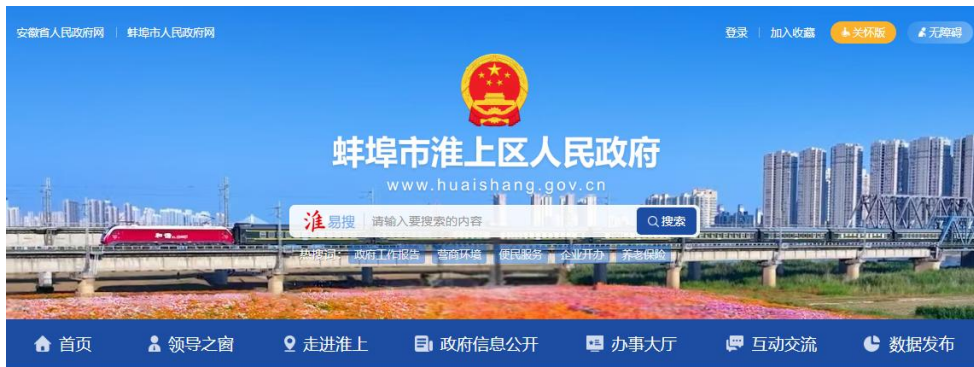 安徽省人民政府网 | 蚌埠市人民政府网 登录 | 加入收藏 关怀版 无障碍
蚌埠市淮上区人民政府
www.huaishang.gov.cn
淮易搜 请输入要搜索的内容 搜索
热搜词： 政府工作报告 营商环境 便民服务 企业开办 养老保险
首页 领导之窗 走进淮上 政府信息公开 办事大厅 互动交流 数据发布